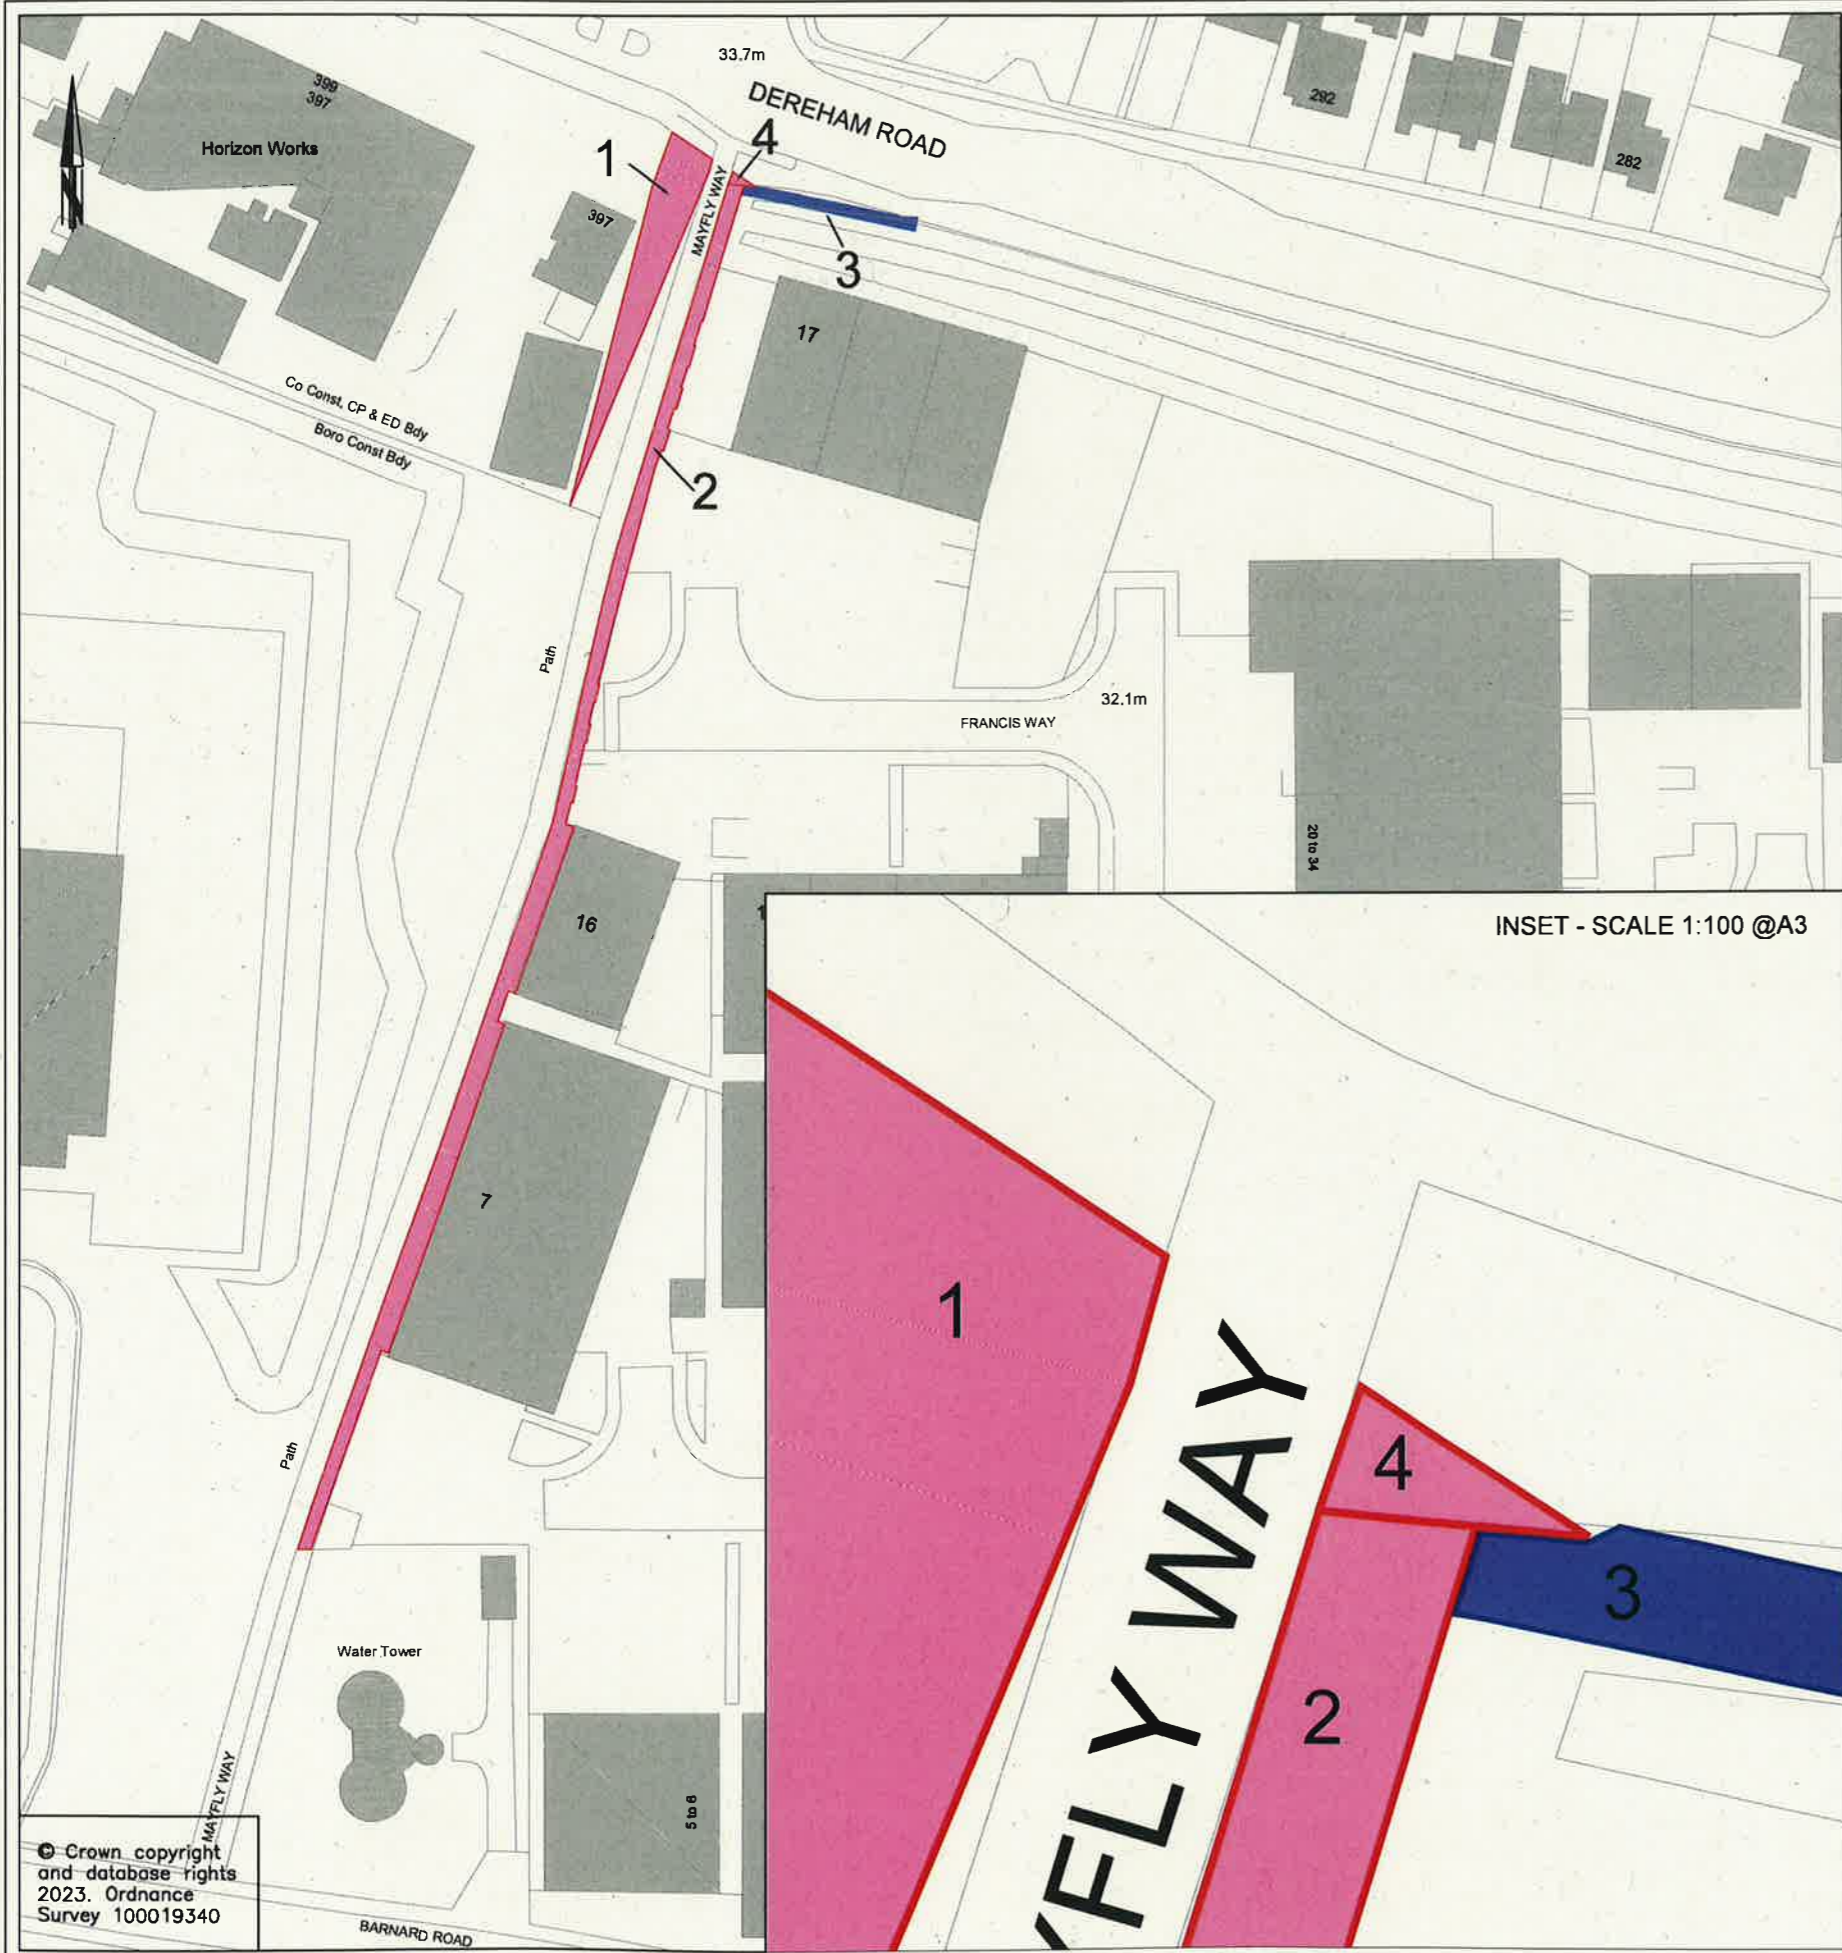 33.7m
DEREHAM ROAD
399
397
Horizon Works
292
282
1
4
MAYFLY WAY
397
3
17
Co Const, CP & ED Bdy
Boro Const Bdy
2
Path
32.1m
FRANCIS WAY
20 to 34
16
1
INSET - SCALE 1:100 @A3
7
1
4
3
2
YFLY WAY
Path
Water Tower
MAYFLY WAY
5 to 6
© Crown copyright
and database rights
2023. Ordnance
Survey 100019340
BARNARD ROAD
N